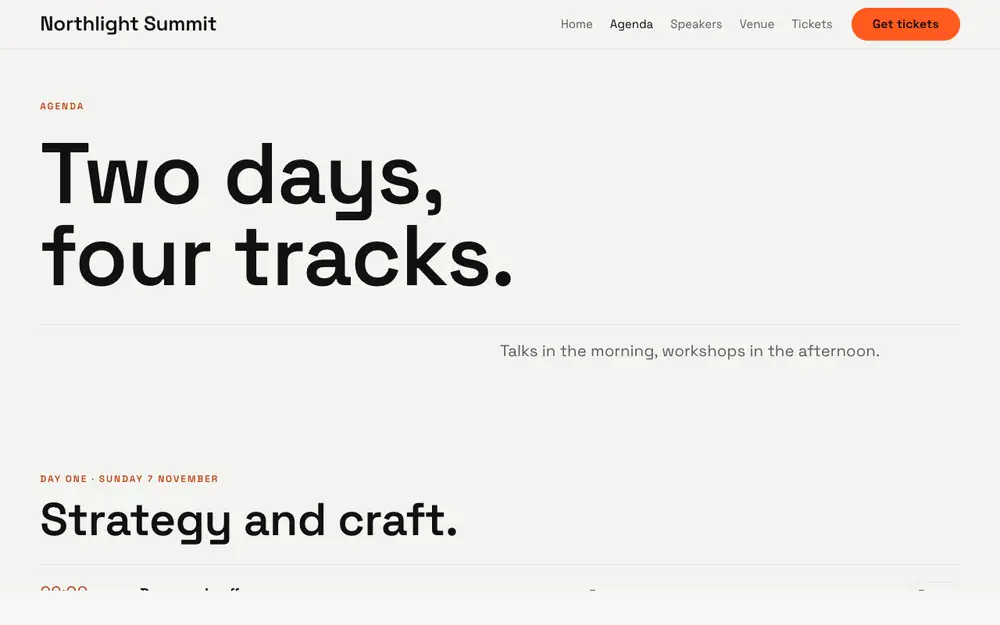 Northlight Summit
Home Agenda Speakers Venue Tickets Get tickets
AGENDA
Two days,
four tracks.
Talks in the morning, workshops in the afternoon.
DAY ONE · SUNDAY 7 NOVEMBER
Strategy and craft.